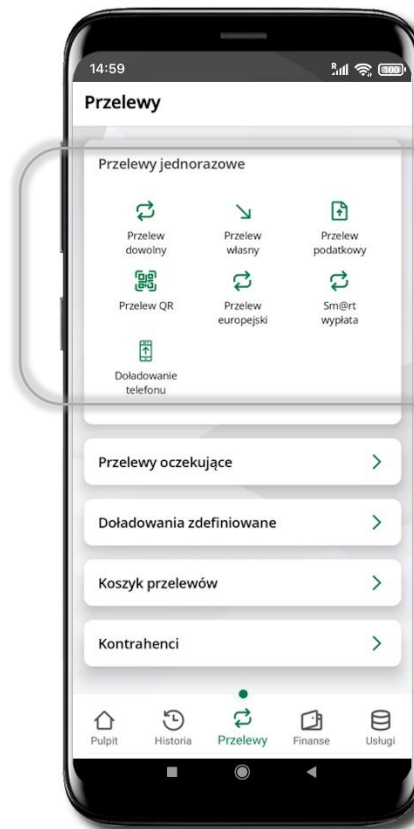 14:59
Przelewy
Przelewy jednorazowe
Przelew
dowolny
Przelew
własny
Przelew
podatkowy
Przelew QR
Przelew
europejski
Sm@rt
wypłata
Doładowanie
telefonu
Przelewy oczekujące
Doładowania zdefiniowane
Koszyk przelewów
Kontrahenci
Pulpit
Historia
Przelewy
Finanse
Usługi